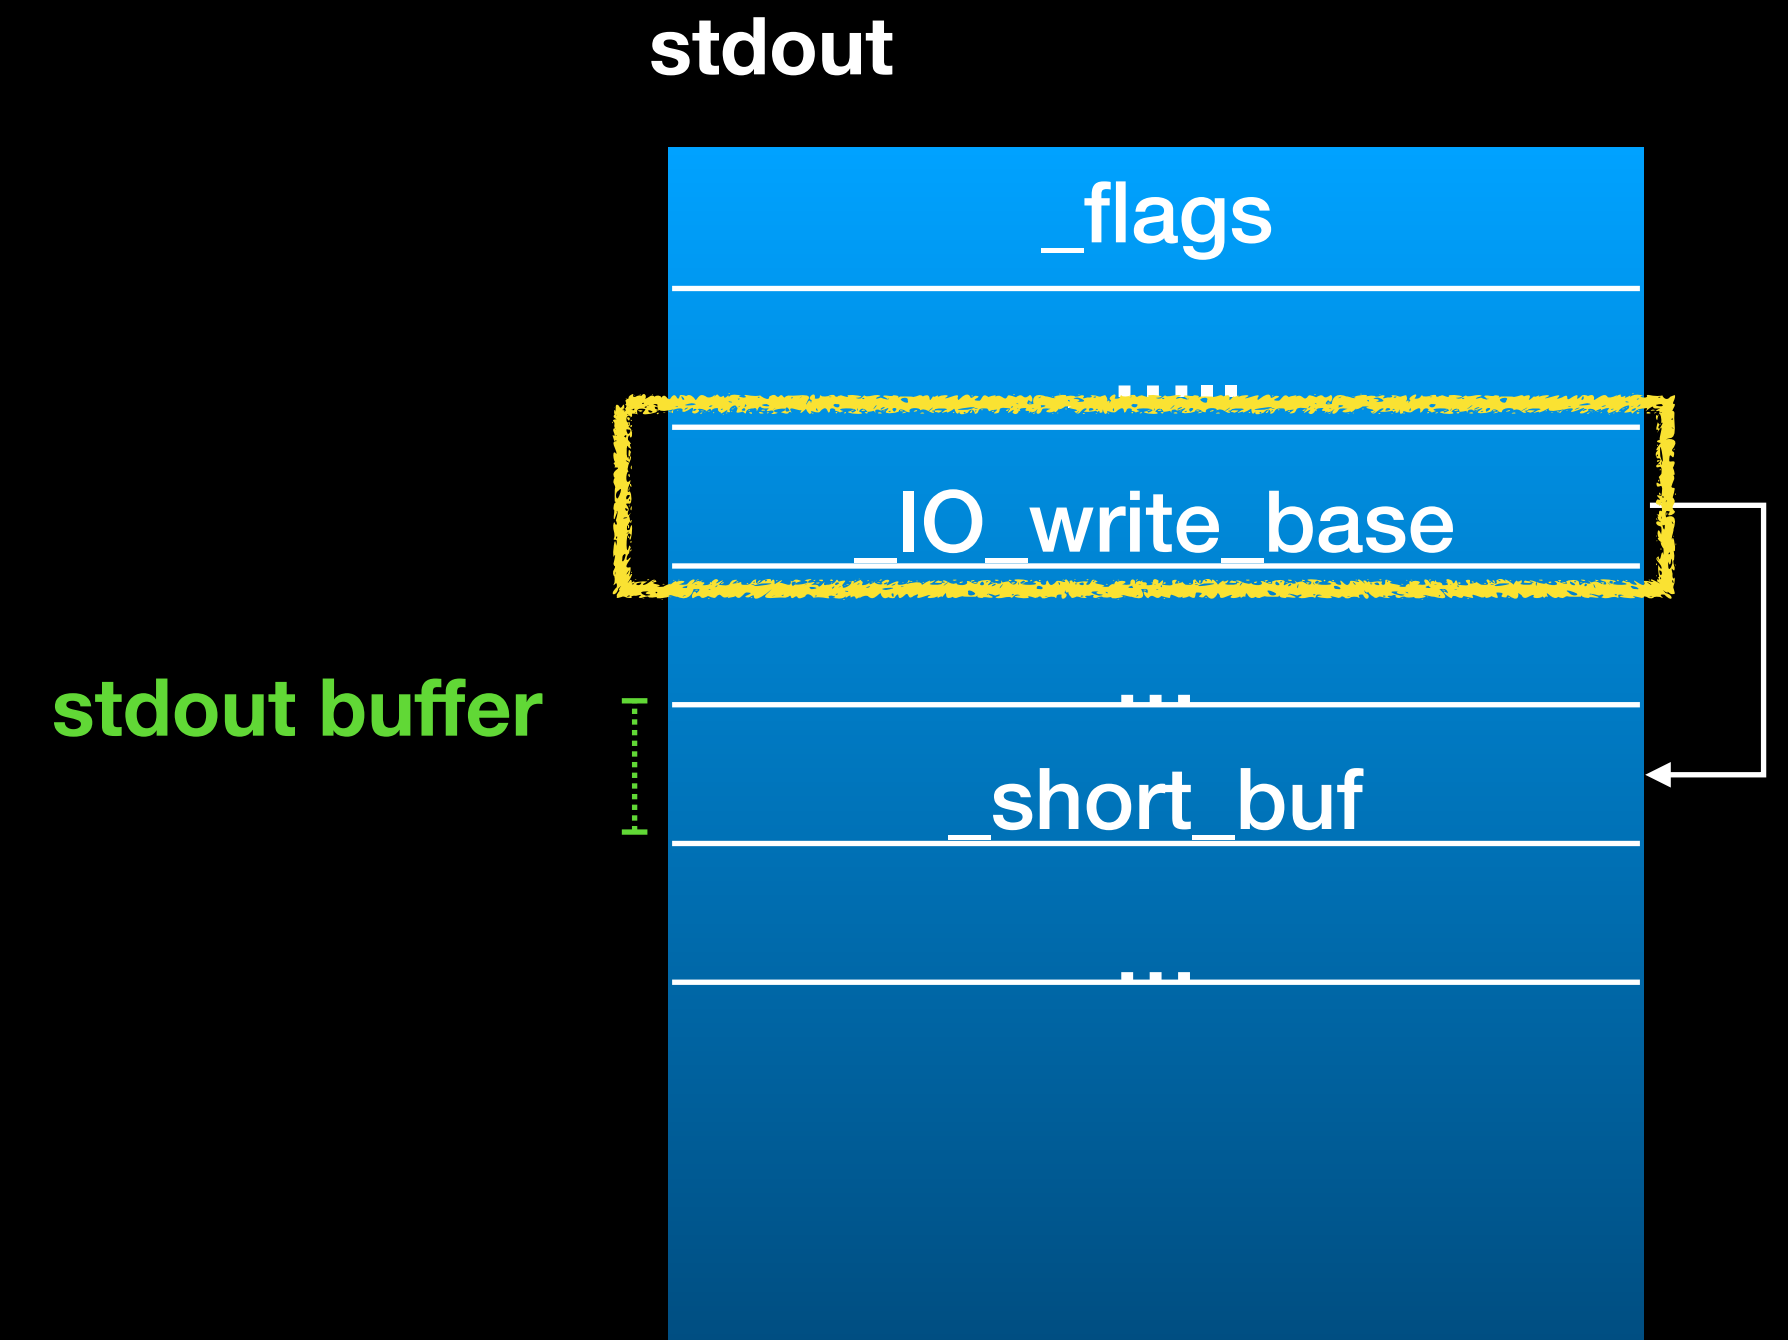 stdout
_flags
.....
_IO_write_base
...
stdout buffer
_short_buf
...